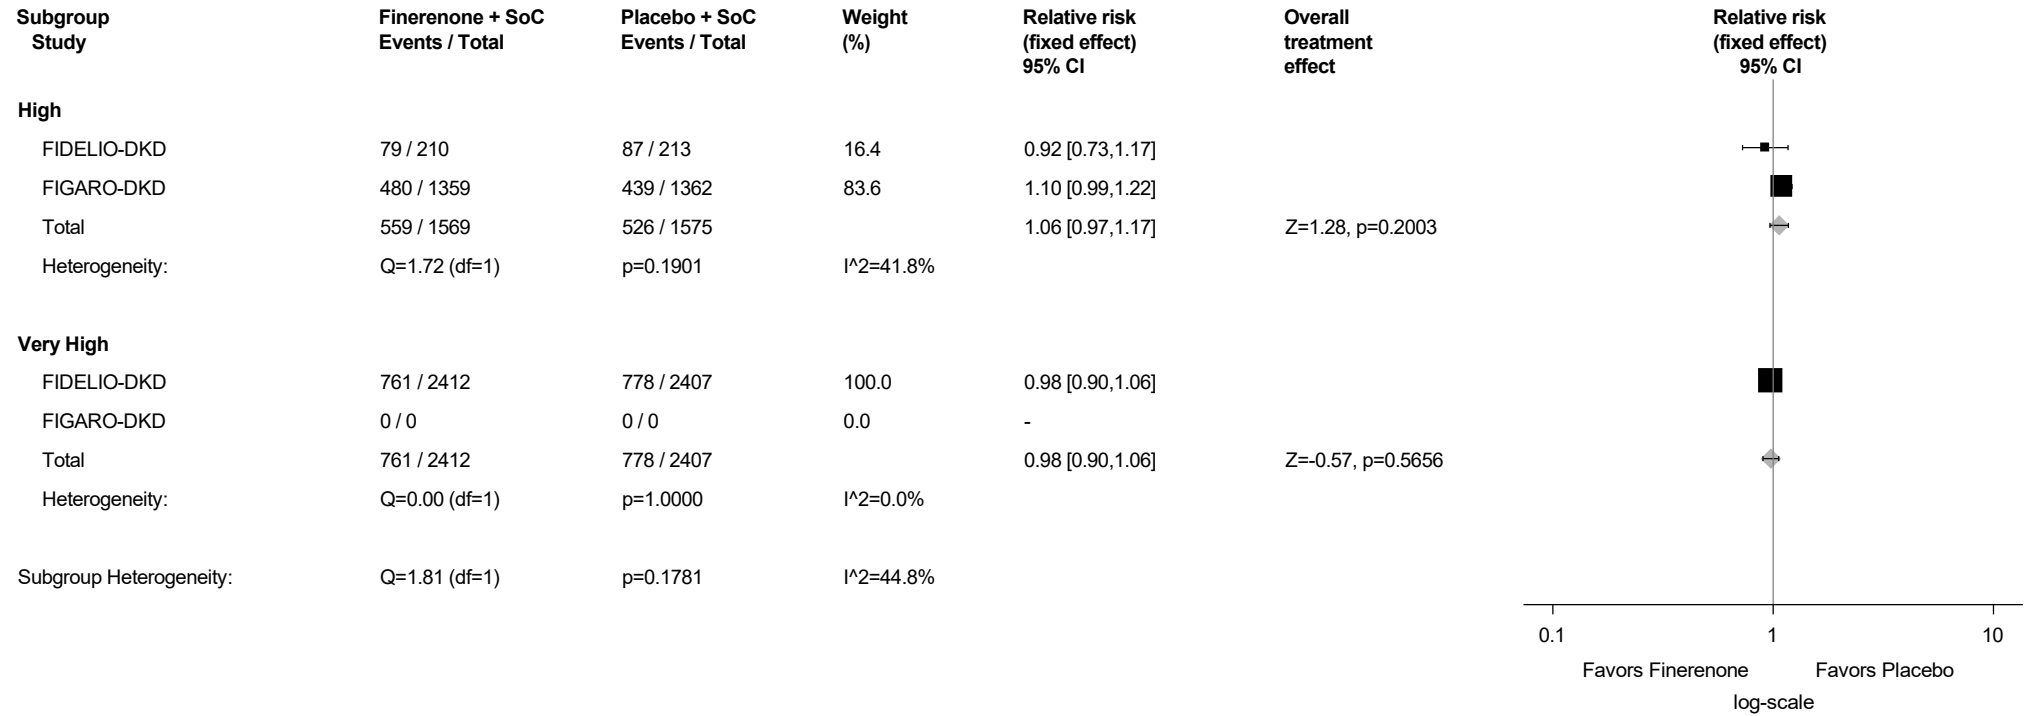 Subgroup Finerenone + SoC Placebo + SoC Weight Relative risk Overall Relative risk
Study Events / Total Events / Total (%) (fixed effect) treatment (fixed effect)
95% CI effect 95% CI
High
FIDELIO-DKD 79 / 210 87 / 213 16.4 0.92 [0.73,1.17]
FIGARO-DKD 480 / 1359 439 / 1362 83.6 1.10 [0.99,1.22]
Total 559 / 1569 526 / 1575 1.06 [0.97,1.17] Z=1.28, p=0.2003
Heterogeneity: Q=1.72 (df=1) p=0.1901 I^2=41.8%
Very High
FIDELIO-DKD 761 / 2412 778 / 2407 100.0 0.98 [0.90,1.06]
FIGARO-DKD 0 / 0 0 / 0 0.0 -
Total 761 / 2412 778 / 2407 0.98 [0.90,1.06] Z=-0.57, p=0.5656
Heterogeneity: Q=0.00 (df=1) p=1.0000 I^2=0.0%
Subgroup Heterogeneity: Q=1.81 (df=1) p=0.1781 I^2=44.8%
0.1 1 10
Favors Finerenone Favors Placebo
log-scale